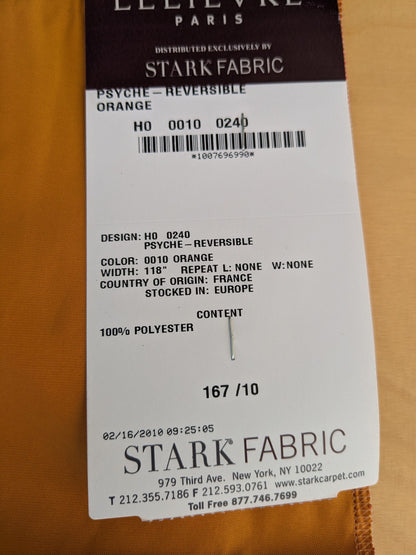 LELIEVRE
PARIS
DISTRIBUTED EXCLUSIVELY BY
STARK FABRIC
PSYCHE - REVERSIBLE
ORANGE
H0 0010 0240
*1007696990*
DESIGN: H0 0240
PSYCHE - REVERSIBLE
COLOR: 0010 ORANGE
WIDTH: 118" REPEAT L: NONE W:NONE
COUNTRY OF ORIGIN: FRANCE
STOCKED IN: EUROPE
CONTENT
100% POLYESTER
167 /10
02/16/2010 09:25:05
STARK® FABRIC
979 Third Ave. New York, NY 10022
T 212.355.7186 F 212.593.0761 www.starkcarpet.com
Toll Free 877.746.7699